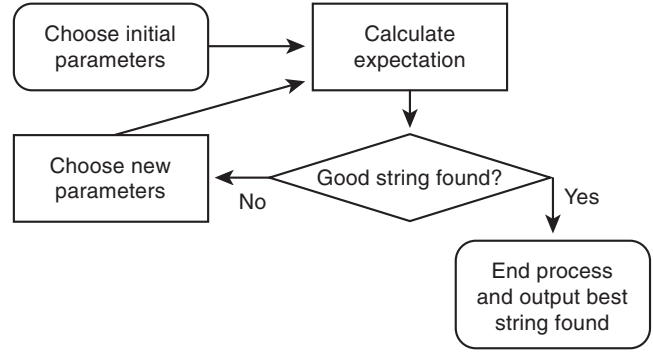 Choose initial
parameters
Calculate
expectation
Good string found?
No
Yes
Choose new
parameters
End process
and output best
string found